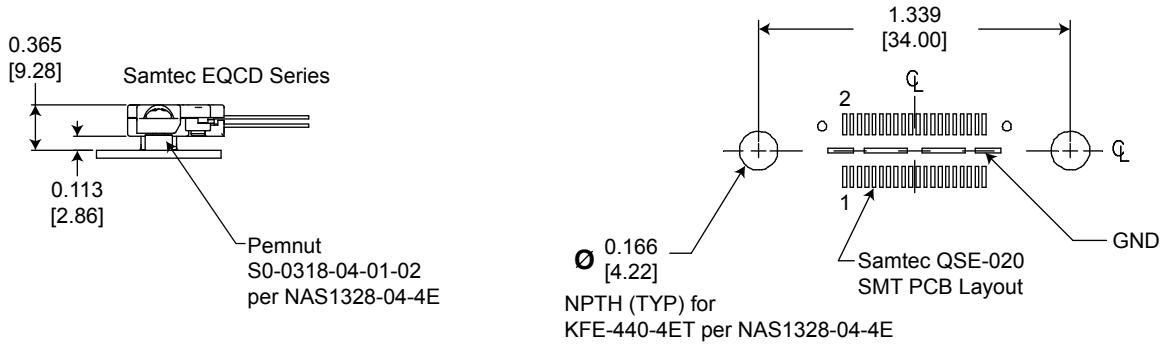 0.365
[9.28]
Samtec EQCD Series
0.113
[2.86]
Pemnut
S0-0318-04-01-02
per NAS1328-04-4E
1.339
[34.00]
℄
2
℄
1
GND
Ø 0.166
[4.22]
Samtec QSE-020
SMT PCB Layout
NPTH (TYP) for
KFE-440-4ET per NAS1328-04-4E